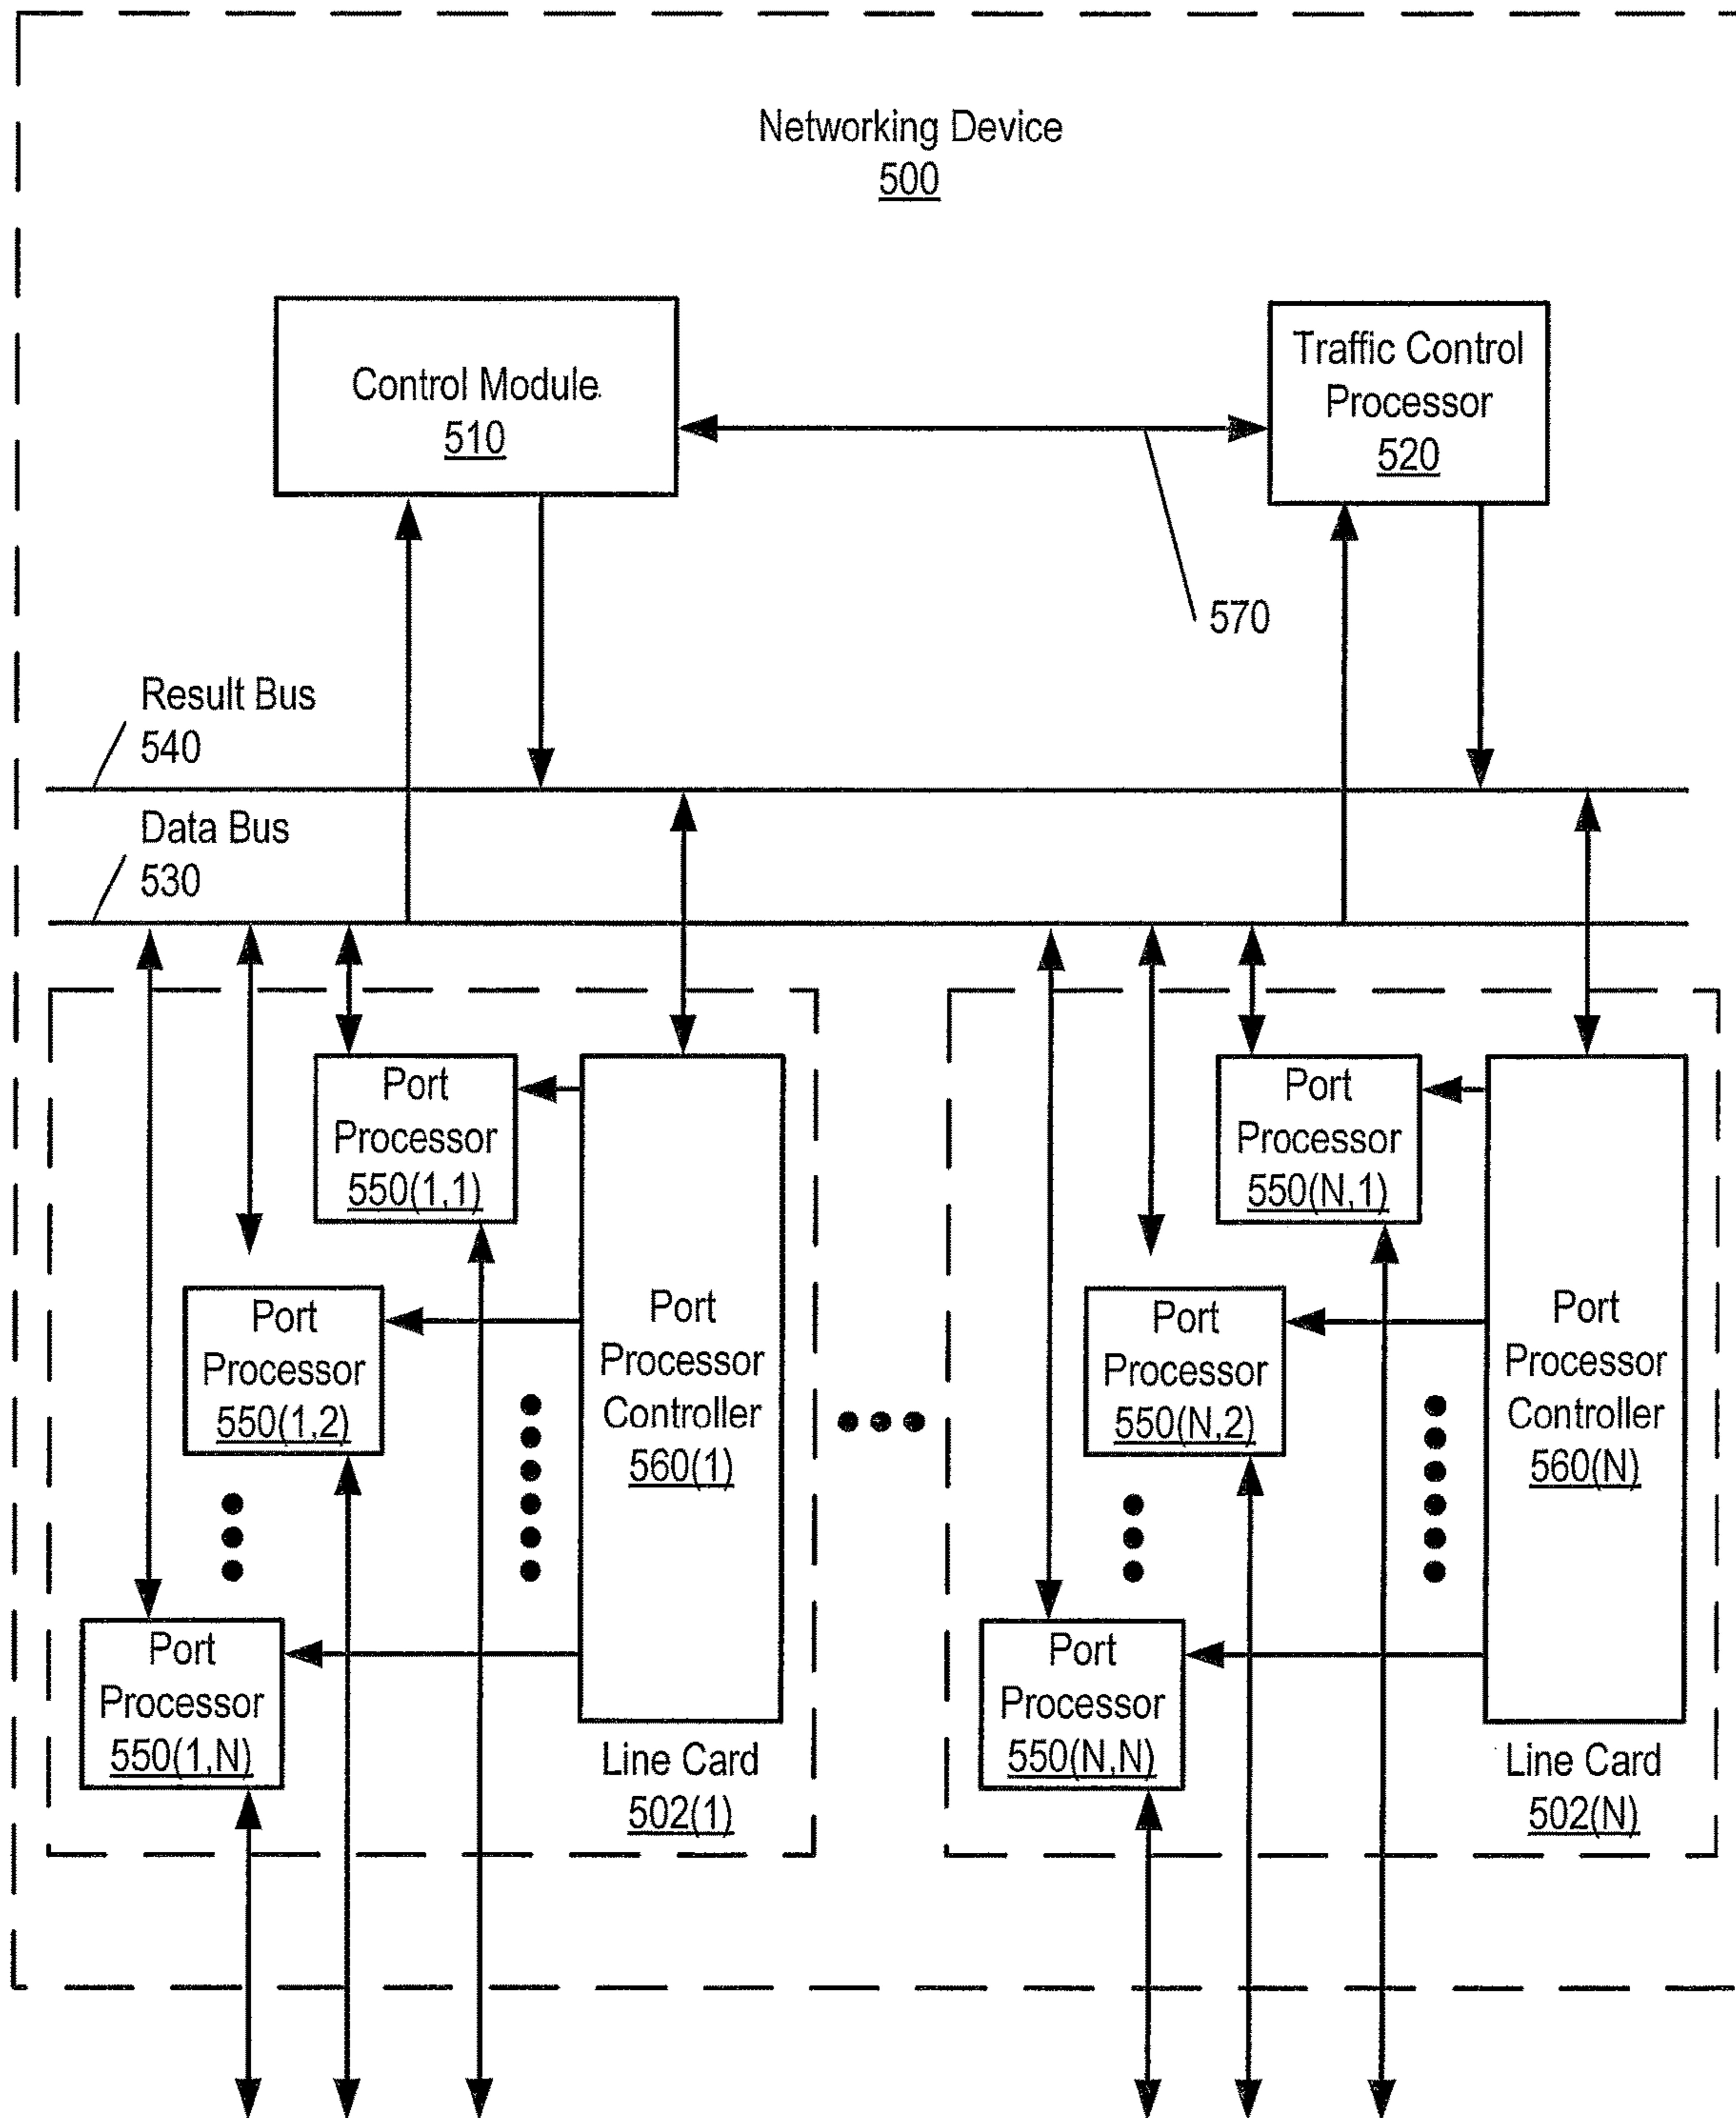 Networking Device
500
Control Module
510
Traffic Control
Processor
520
570
Result Bus
540
Data Bus
530
Port
Processor
550(1,1)
Port
Processor
550(1,2)
Port
Processor
550(1,N)
Port
Processor
Controller
560(1)
Line Card
502(1)
Port
Processor
550(N,1)
Port
Processor
550(N,2)
Port
Processor
550(N,N)
Port
Processor
Controller
560(N)
Line Card
502(N)